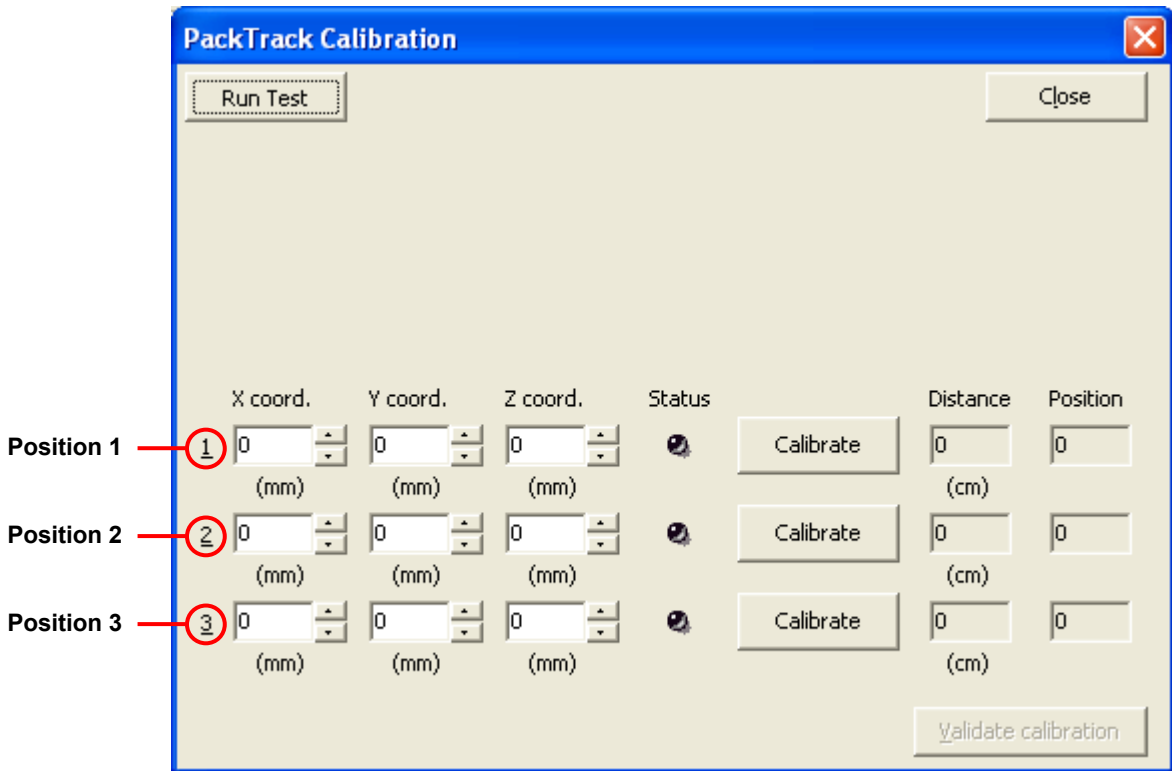 PackTrack Calibration
Run Test
Close
X coord. Y coord. Z coord. Status Distance Position
Position 1 1 0 0 0 Calibrate 0 0
(mm) (mm) (mm) (cm)
Position 2 2 0 0 0 Calibrate 0 0
(mm) (mm) (mm) (cm)
Position 3 3 0 0 0 Calibrate 0 0
(mm) (mm) (mm) (cm)
Validate calibration